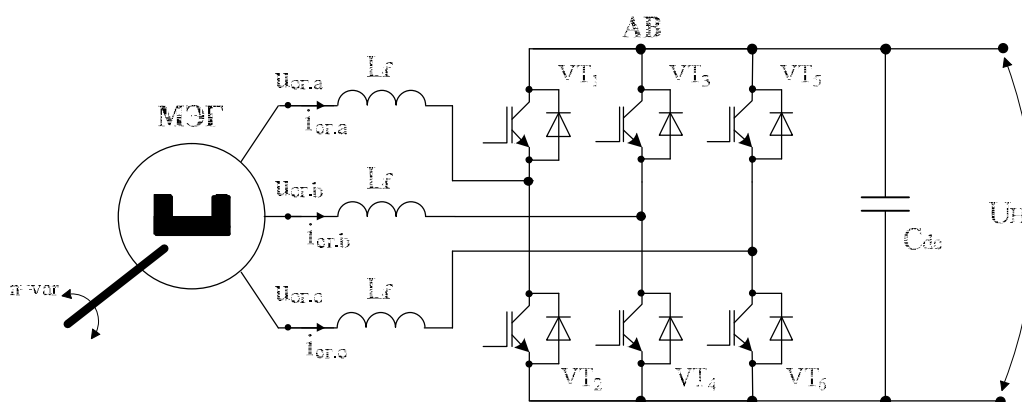 АВ
VT1
VT3
VT5
МЭГ
uог.a
Lf
iог.a
uог.b
Lf
iог.b
uог.c
Lf
iог.c
n=var
Cdc
UH
VT2
VT4
VT6